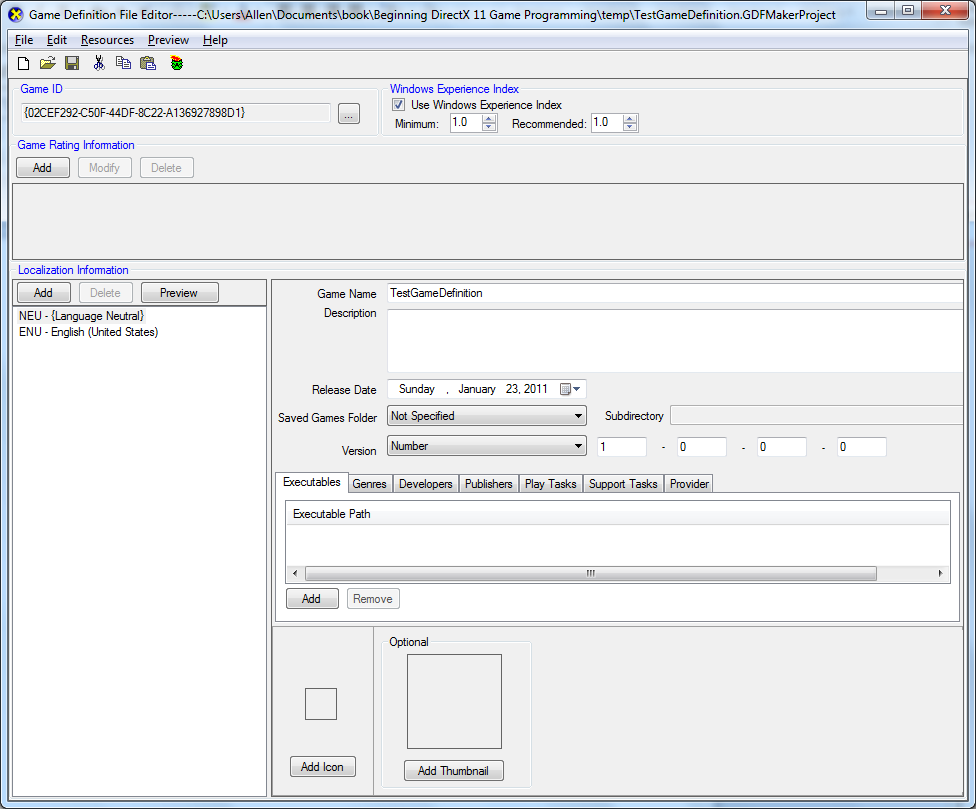 Game Definition File Editor-----C:\Users\Allen\Documents\book\Beginning DirectX 11 Game Programming\temp\TestGameDefinition.GDFMakerProject
File Edit Resources Preview Help
Game ID
{02CEF292-C50F-44DF-8C22-A136927898D1}
...
Windows Experience Index
Use Windows Experience Index
Minimum: 1.0 Recommended: 1.0
Game Rating Information
Add Modify Delete
Localization Information
Add Delete Preview
NEU - {Language Neutral}
ENU - English (United States)
Game Name TestGameDefinition
Description
Release Date Sunday , January 23, 2011
Saved Games Folder Not Specified Subdirectory
Version Number 1 - 0 - 0 - 0
Executables Genres Developers Publishers Play Tasks Support Tasks Provider
Executable Path
Add Remove
Add Icon
Optional
Add Thumbnail